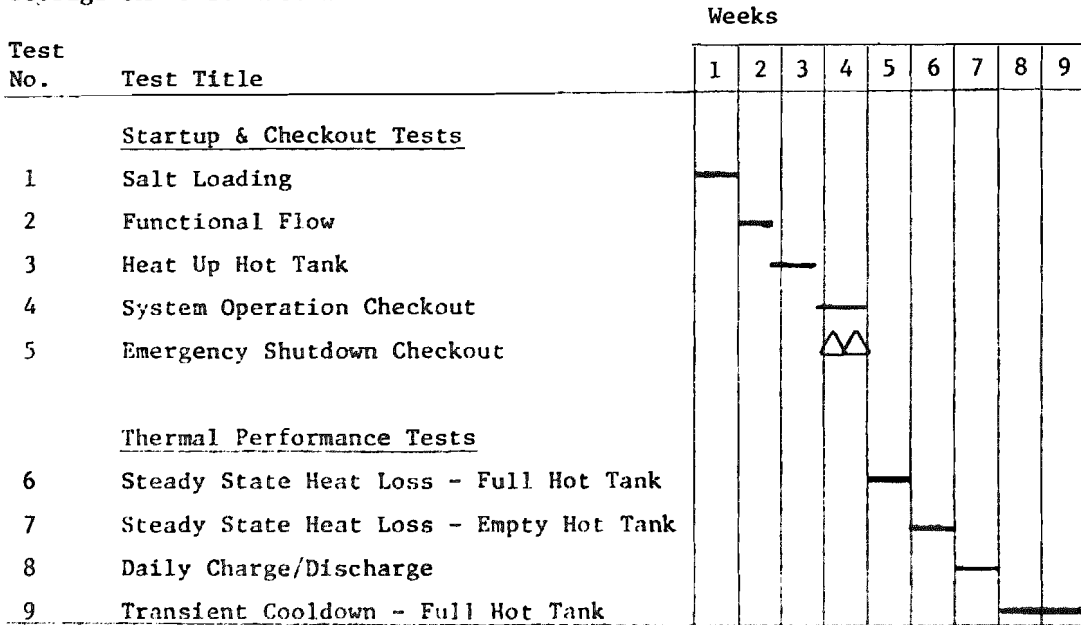 Weeks
Test
No. Test Title 1 2 3 4 5 6 7 8 9
Startup & Checkout Tests
1 Salt Loading
2 Functional Flow
3 Heat Up Hot Tank
4 System Operation Checkout
5 Emergency Shutdown Checkout
Thermal Performance Tests
6 Steady State Heat Loss - Full Hot Tank
7 Steady State Heat Loss - Empty Hot Tank
8 Daily Charge/Discharge
9 Transient Cooldown - Full Hot Tank